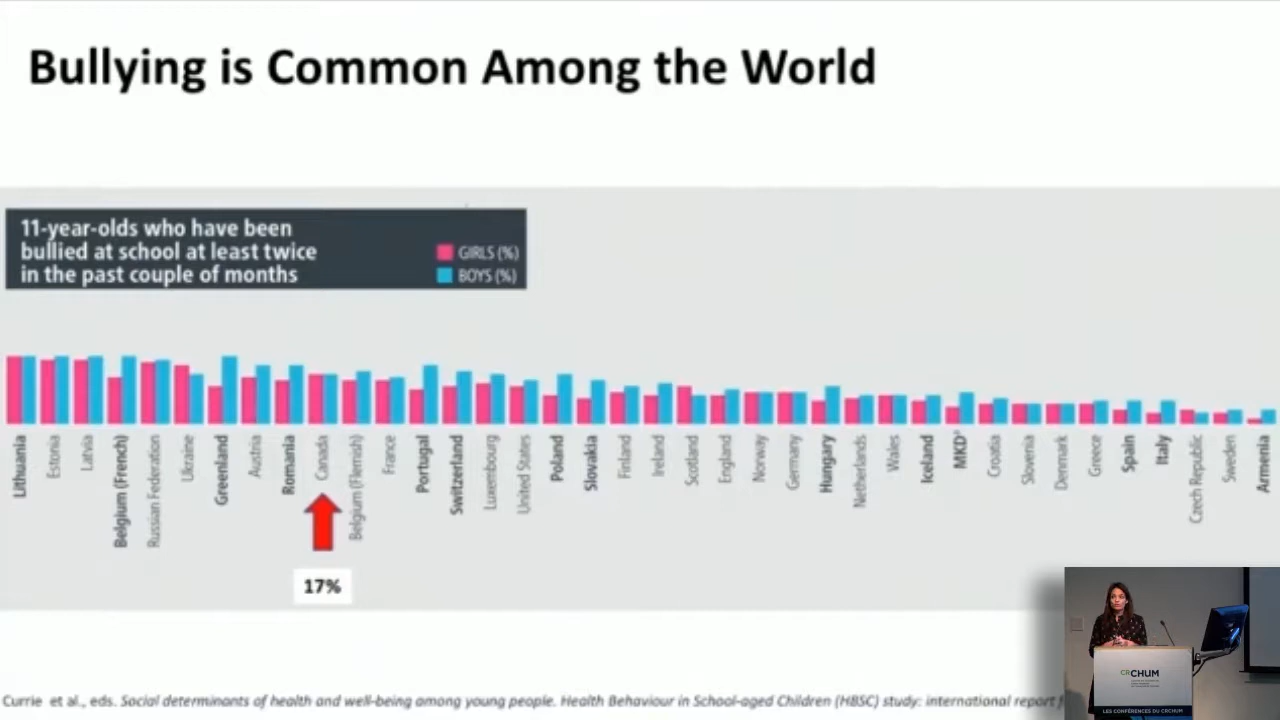 Bullying is Common Among the World
11-year-olds who have been
bullied at school at least twice
in the past couple of months
GIRLS (%)
BOYS (%)
Lithuania
Estonia
Latvia
Belgium (French)
Russian Federation
Ukraine
Greenland
Austria
Romania
Canada
Belgium (Flemish)
France
Portugal
Switzerland
Luxembourg
United States
Poland
Slovakia
Finland
Ireland
Scotland
England
Norway
Germany
Hungary
Netherlands
Wales
Iceland
MKD
Croatia
Slovenia
Denmark
Greece
Spain
Italy
Czech Republic
Sweden
Armenia
17%
Currie et al., eds. Social determinants of health and well-being among young people. Health Behaviour in School-aged Children (HBSC) study: international report
CRCHUM
LES CONFÉRENCES DU CRCHUM